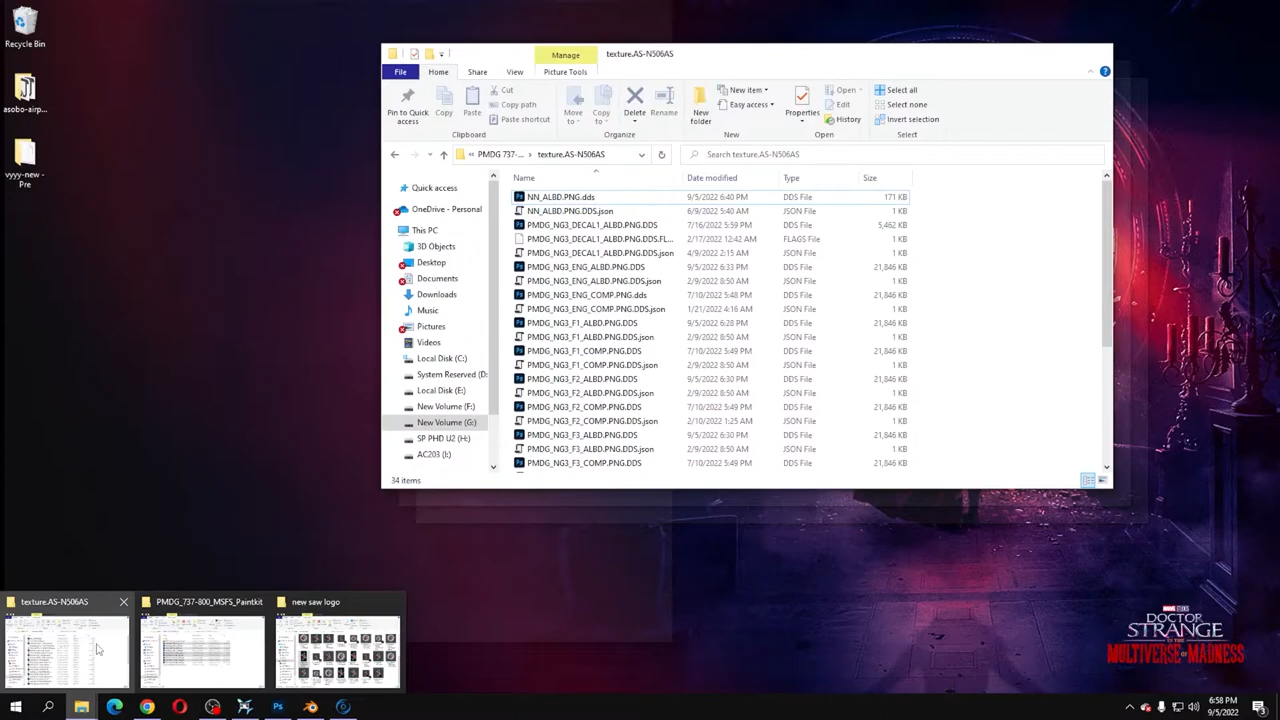 Recycle Bin
asobo-airp...
vyyy-new -
Pre
Manage
texture.AS-N506AS
File
Home
Share
View
Picture Tools
Pin to Quick
access
Copy
Paste
Cut
Copy path
Paste shortcut
Clipboard
Move
to
Copy
to
Delete
Rename
Organize
New
folder
New item
Easy access
New
Properties
Open
Edit
History
Open
Select all
Select none
Invert selection
Select
« PMDG 737-... › texture.AS-N506AS
Search texture.AS-N506AS
Name
Date modified
Type
Size
Quick access
OneDrive - Personal
This PC
3D Objects
Desktop
Documents
Downloads
Music
Pictures
Videos
Local Disk (C:)
System Reserved (D:
Local Disk (E:)
New Volume (F:)
New Volume (G:)
SP PHD U2 (H:)
AC203 (I:)
NN_ALBD.PNG.dds 9/5/2022 6:40 PM DDS File 171 KB
NN_ALBD.PNG.DDS.json 6/9/2022 5:40 AM JSON File 1 KB
PMDG_NG3_DECAL1_ALBD.PNG.DDS 7/16/2022 5:59 PM DDS File 5,462 KB
PMDG_NG3_DECAL1_ALBD.PNG.DDS.FL... 2/17/2022 12:42 AM FLAGS File 1 KB
PMDG_NG3_DECAL1_ALBD.PNG.DDS.json 4/9/2022 2:15 AM JSON File 1 KB
PMDG_NG3_ENG_ALBD.PNG.DDS 9/5/2022 6:33 PM DDS File 21,846 KB
PMDG_NG3_ENG_ALBD.PNG.DDS.json 2/9/2022 8:50 AM JSON File 1 KB
PMDG_NG3_ENG_COMP.PNG.dds 7/10/2022 5:48 PM DDS File 21,846 KB
PMDG_NG3_ENG_COMP.PNG.DDS.json 1/21/2022 4:16 AM JSON File 1 KB
PMDG_NG3_F1_ALBD.PNG.DDS 9/5/2022 6:28 PM DDS File 21,846 KB
PMDG_NG3_F1_ALBD.PNG.DDS.json 2/9/2022 8:50 AM JSON File 1 KB
PMDG_NG3_F1_COMP.PNG.DDS 7/10/2022 5:49 PM DDS File 21,846 KB
PMDG_NG3_F1_COMP.PNG.DDS.json 2/9/2022 8:50 AM JSON File 1 KB
PMDG_NG3_F2_ALBD.PNG.DDS 9/5/2022 6:30 PM DDS File 21,846 KB
PMDG_NG3_F2_ALBD.PNG.DDS.json 2/9/2022 8:50 AM JSON File 1 KB
PMDG_NG3_F2_COMP.PNG.DDS 7/10/2022 5:49 PM DDS File 21,846 KB
PMDG_NG3_F2_COMP.PNG.DDS.json 2/10/2022 1:25 AM JSON File 1 KB
PMDG_NG3_F3_ALBD.PNG.DDS 9/5/2022 6:30 PM DDS File 21,846 KB
PMDG_NG3_F3_ALBD.PNG.DDS.json 2/9/2022 8:50 AM JSON File 1 KB
PMDG_NG3_F3_COMP.PNG.DDS 7/10/2022 5:49 PM DDS File 21,846 KB
34 items
texture.AS-N506AS
PMDG_737-800_MSFS_Paintkit
new saw logo
MARVEL STUDIOS
DOCTOR
STRANGE
IN THE
MULTIVERSE OF MADNESS
6:58 PM
9/5/2022